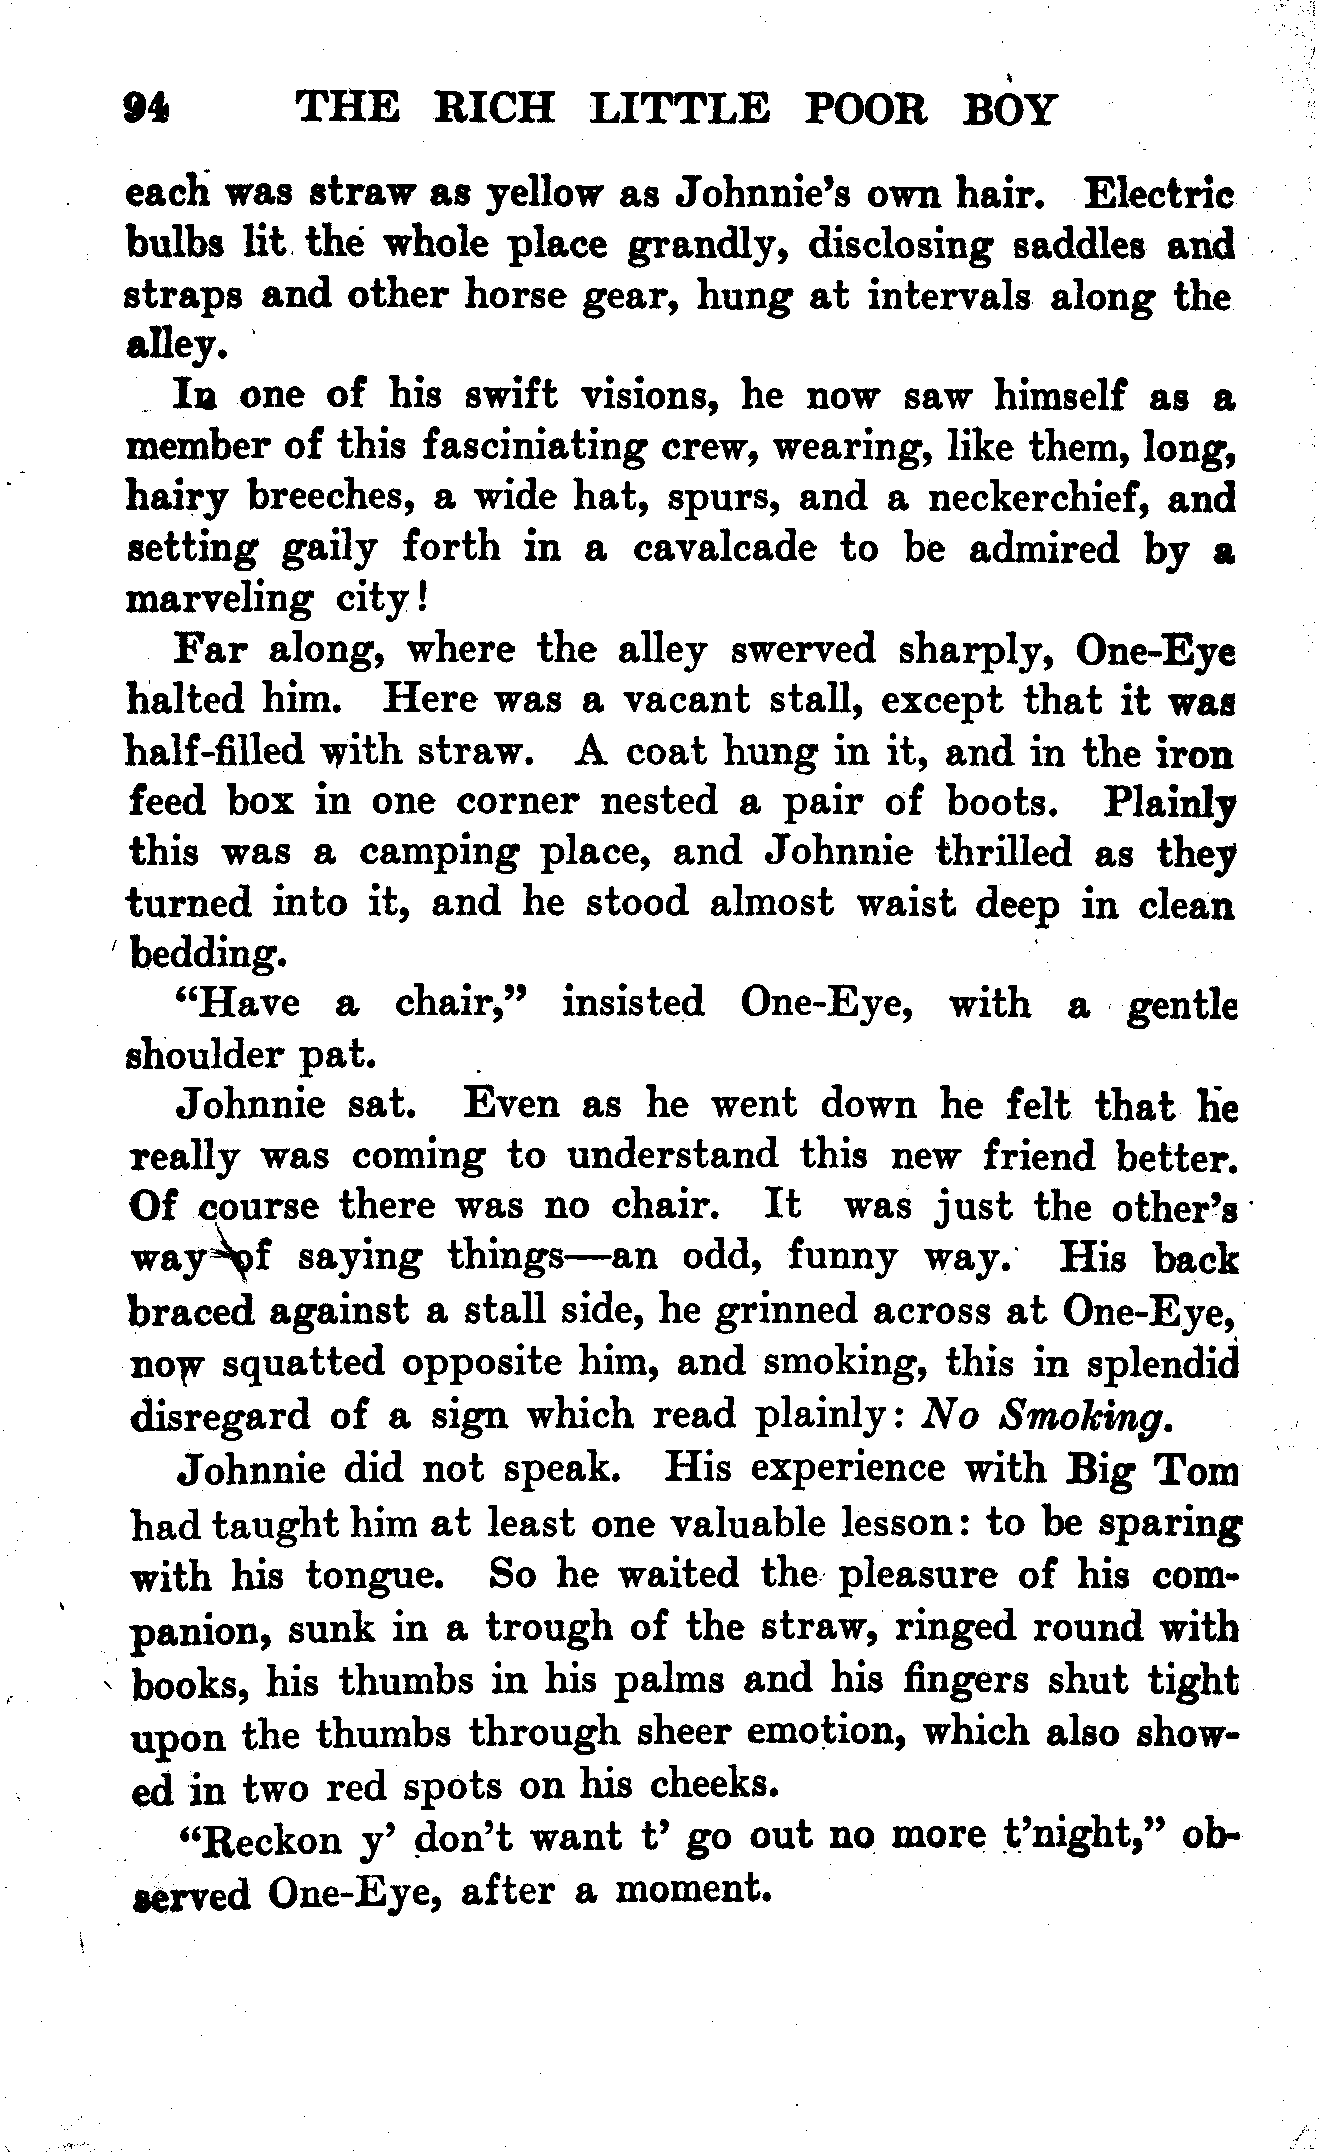 94 THE RICH LITTLE POOR BOY
each was straw as yellow as Johnnie's own hair. Electric
bulbs lit the whole place grandly, disclosing saddles and
straps and other horse gear, hung at intervals along the
alley.
In one of his swift visions, he now saw himself as a
member of this fasciniating crew, wearing, like them, long,
hairy breeches, a wide hat, spurs, and a neckerchief, and
setting gaily forth in a cavalcade to be admired by a
marveling city!
Far along, where the alley swerved sharply, One-Eye
halted him. Here was a vacant stall, except that it was
half-filled with straw. A coat hung in it, and in the iron
feed box in one corner nested a pair of boots. Plainly
this was a camping place, and Johnnie thrilled as they
turned into it, and he stood almost waist deep in clean
bedding.
“Have a chair,” insisted One-Eye, with a gentle
shoulder pat.
Johnnie sat. Even as he went down he felt that he
really was coming to understand this new friend better.
Of course there was no chair. It was just the other's
way of saying things—an odd, funny way. His back
braced against a stall side, he grinned across at One-Eye,
now squatted opposite him, and smoking, this in splendid
disregard of a sign which read plainly: No Smoking.
Johnnie did not speak. His experience with Big Tom
had taught him at least one valuable lesson: to be sparing
with his tongue. So he waited the pleasure of his com-
panion, sunk in a trough of the straw, ringed round with
books, his thumbs in his palms and his fingers shut tight
upon the thumbs through sheer emotion, which also show-
ed in two red spots on his cheeks.
“Reckon y' don't want t' go out no more t'night,” ob-
served One-Eye, after a moment.